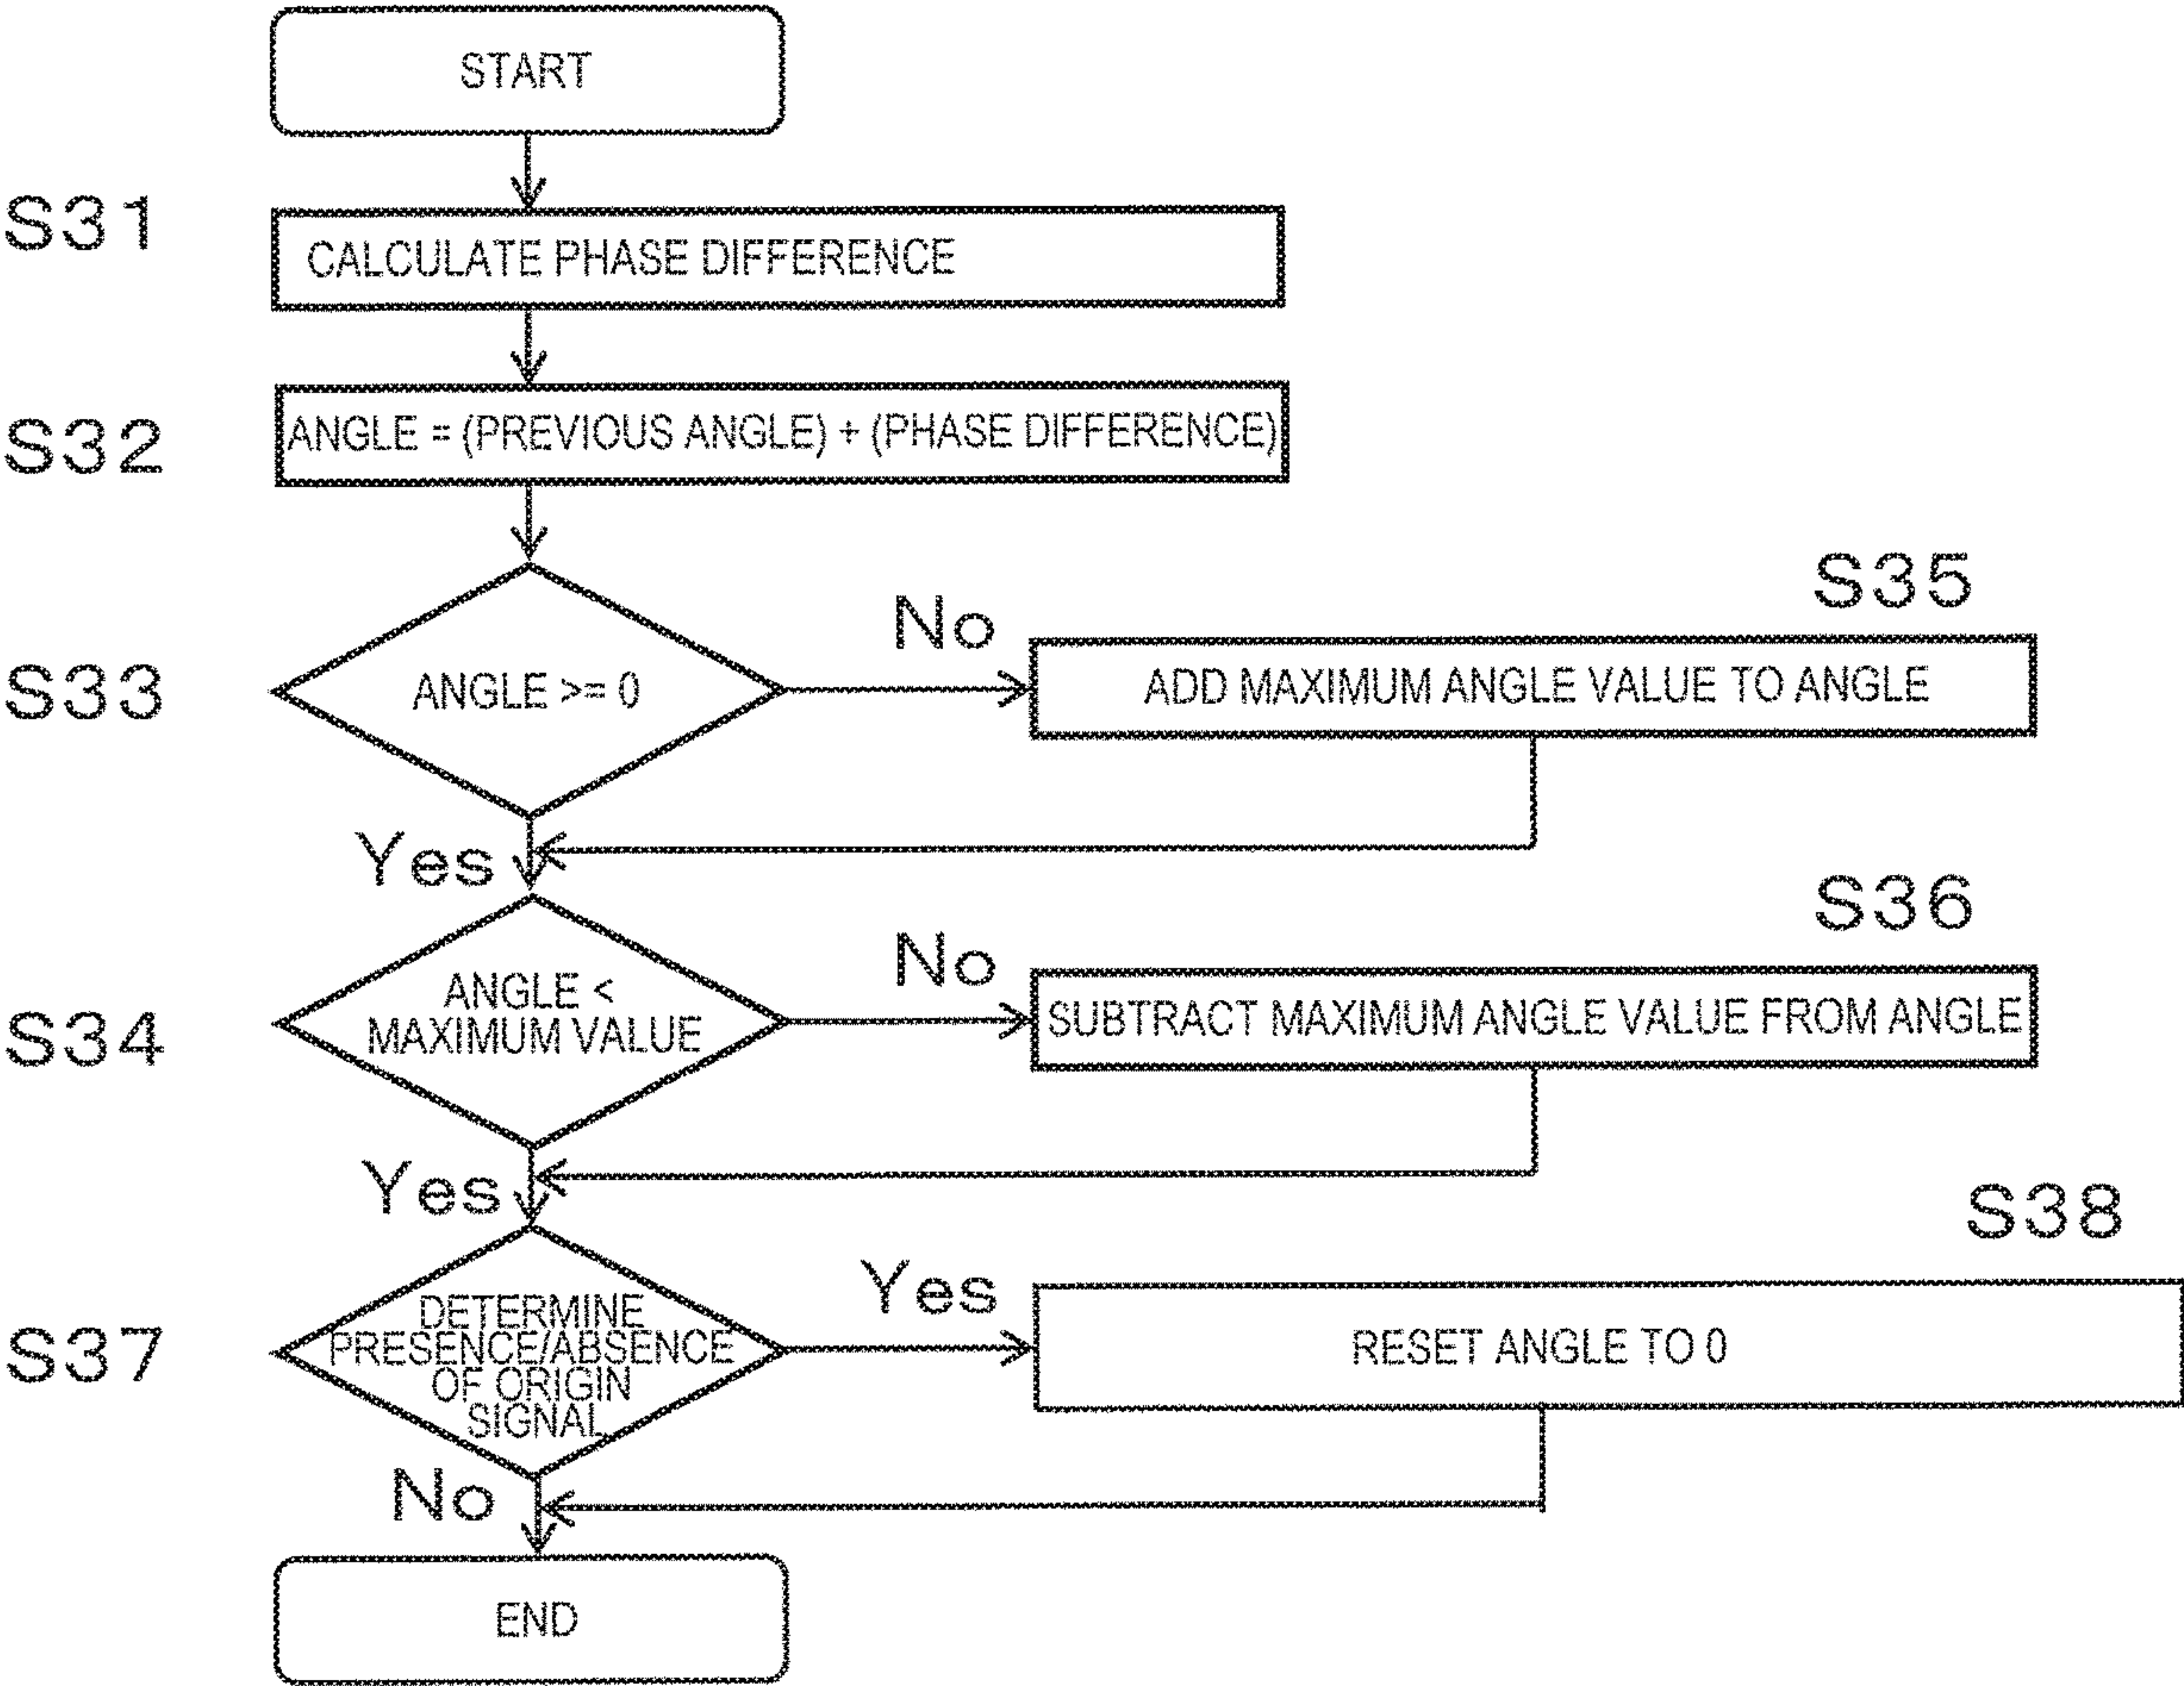 START
S31
CALCULATE PHASE DIFFERENCE
S32
ANGLE = (PREVIOUS ANGLE) + (PHASE DIFFERENCE)
S33
ANGLE >= 0
No
S35
ADD MAXIMUM ANGLE VALUE TO ANGLE
Yes
S34
ANGLE <
MAXIMUM VALUE
No
S36
SUBTRACT MAXIMUM ANGLE VALUE FROM ANGLE
Yes
S37
DETERMINE
PRESENCE/ABSENCE
OF ORIGIN
SIGNAL
Yes
S38
RESET ANGLE TO 0
No
END